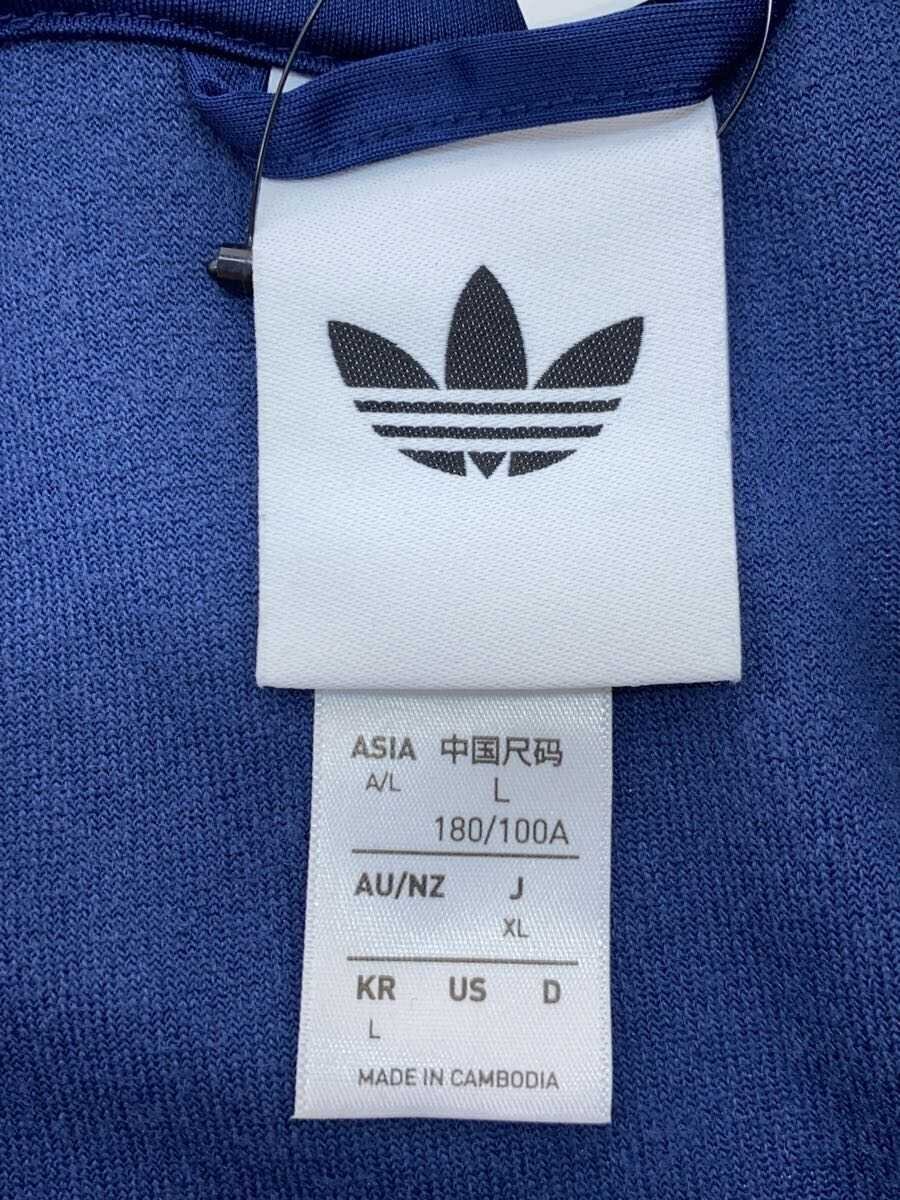 ASIA 中国尺码
A/L L
180/100A
AU/NZ J
XL
KR US D
L
MADE IN CAMBODIA